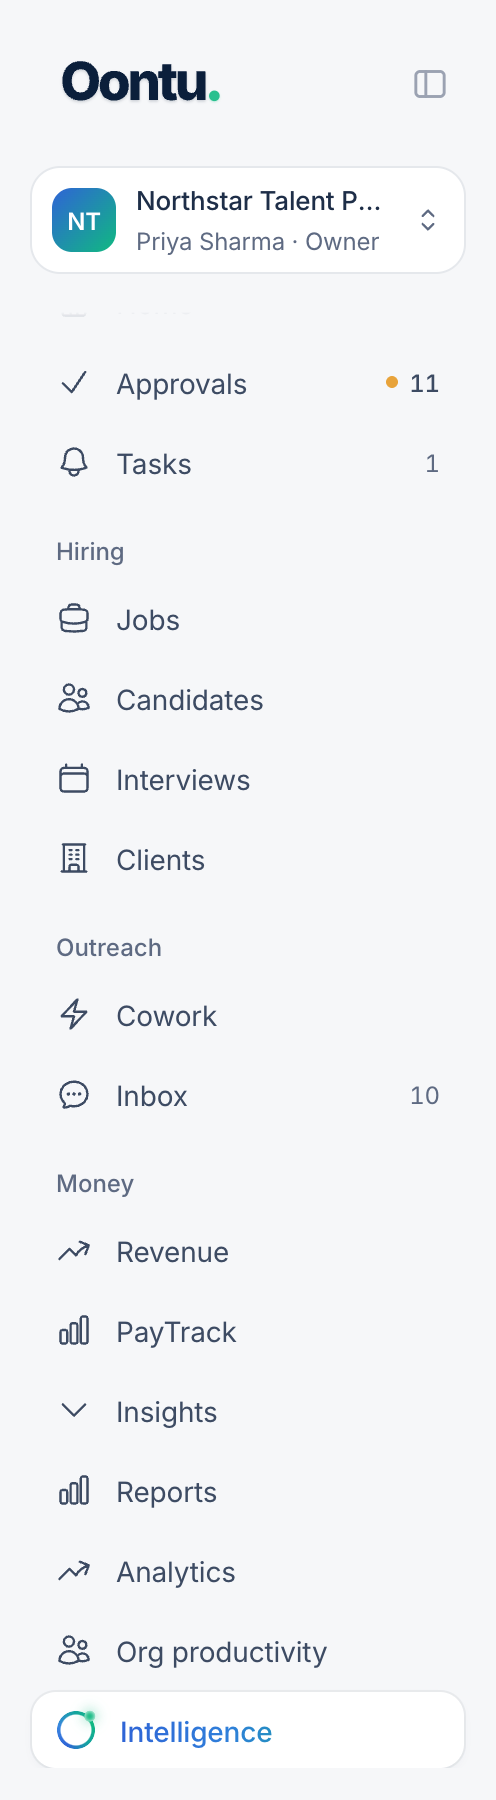 Oontu.
NT
Northstar Talent P...
Priya Sharma · Owner
Approvals 11
Tasks 1
Hiring
Jobs
Candidates
Interviews
Clients
Outreach
Cowork
Inbox 10
Money
Revenue
PayTrack
Insights
Reports
Analytics
Org productivity
Intelligence